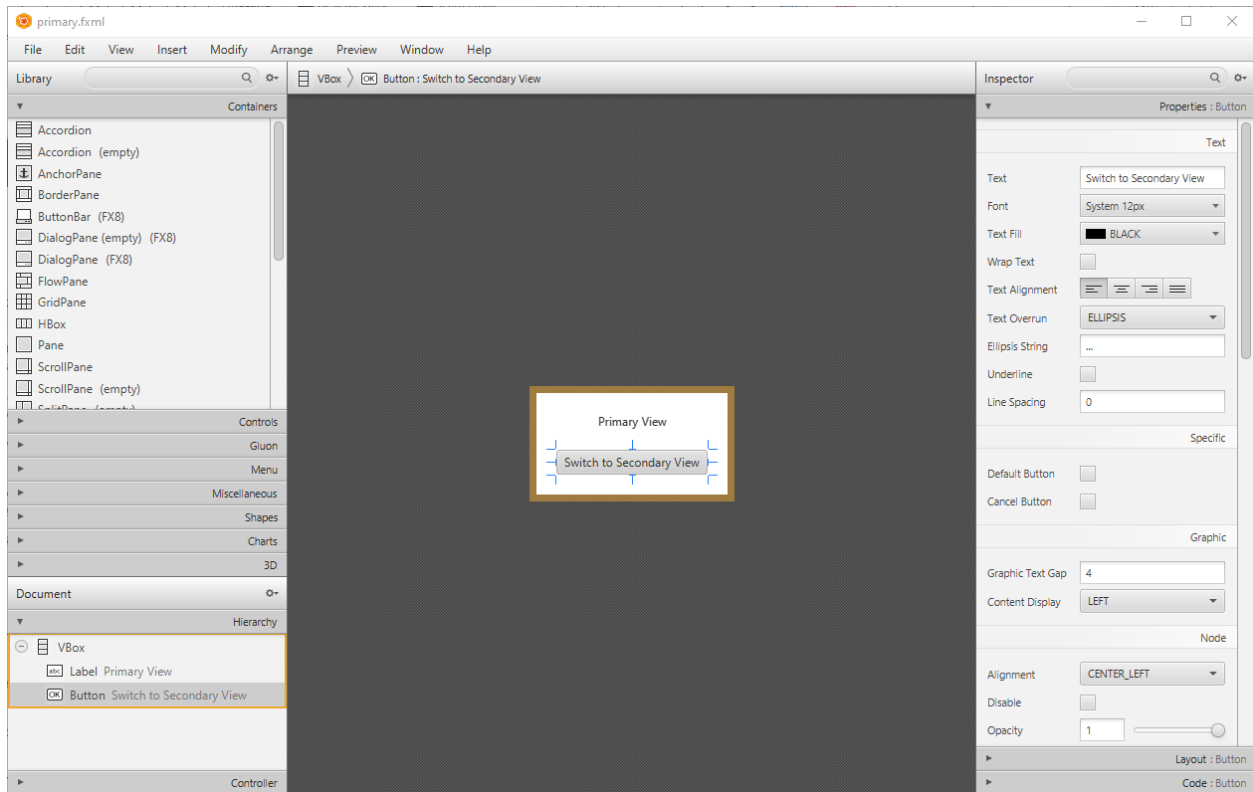 primary.fxml
File Edit View Insert Modify Arrange Preview Window Help
Library
VBox Button : Switch to Secondary View
Inspector
Containers
Accordion
Accordion (empty)
AnchorPane
BorderPane
ButtonBar (FX8)
DialogPane (empty) (FX8)
DialogPane (FX8)
FlowPane
GridPane
HBox
Pane
ScrollPane
ScrollPane (empty)
SplitPane (empty)
Controls
Gluon
Menu
Miscellaneous
Shapes
Charts
3D
Document
Hierarchy
VBox
abc Label Primary View
OK Button Switch to Secondary View
Controller
Primary View
Switch to Secondary View
Properties : Button
Text
Text Switch to Secondary View
Font System 12px
Text Fill BLACK
Wrap Text
Text Alignment
Text Overrun ELLIPSIS
Ellipsis String ...
Underline
Line Spacing 0
Specific
Default Button
Cancel Button
Graphic
Graphic Text Gap 4
Content Display LEFT
Node
Alignment CENTER_LEFT
Disable
Opacity 1
Layout : Button
Code : Button